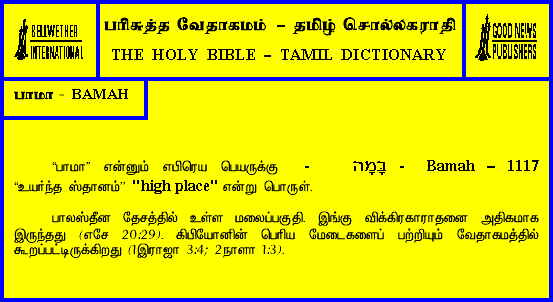 BELLWETHER
INTERNATIONAL
பரிசுத்த வேதாகமம் – தமிழ் சொல்லகராதி
THE HOLY BIBLE – TAMIL DICTIONARY
GOOD NEWS
PUBLISHERS
பாமா - BAMAH
“பாமா” என்னும் எபிரெய பெயருக்கு - בָּמָה - Bamah – 1117
“உயர்ந்த ஸ்தானம்” "high place" என்று பொருள்.
பாலஸ்தீன தேசத்தில் உள்ள மலைப்பகுதி. இங்கு விக்கிரகாராதனை அதிகமாக
இருந்தது (எசே 20:29). கிபியோனின் பெரிய மேடைகளைப் பற்றியும் வேதாகமத்தில்
கூறப்பட்டிருக்கிறது (1இராஜா 3:4; 2நாளா 1:3).